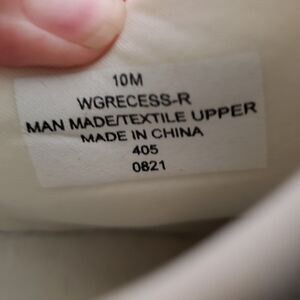 10M
WGRECESS-R
MAN MADE/TEXTILE UPPER
MADE IN CHINA
405
0821